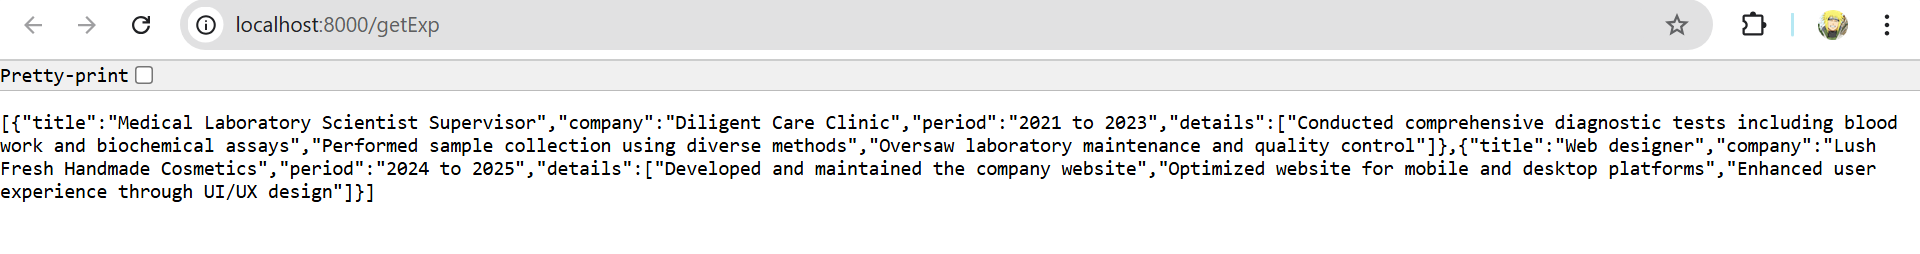 localhost:8000/getExp
Pretty-print
[{"title":"Medical Laboratory Scientist Supervisor","company":"Diligent Care Clinic","period":"2021 to 2023","details":["Conducted comprehensive diagnostic tests including blood
work and biochemical assays","Performed sample collection using diverse methods","Oversaw laboratory maintenance and quality control"]},{"title":"Web designer","company":"Lush
Fresh Handmade Cosmetics","period":"2024 to 2025","details":["Developed and maintained the company website","Optimized website for mobile and desktop platforms","Enhanced user
experience through UI/UX design"]}]